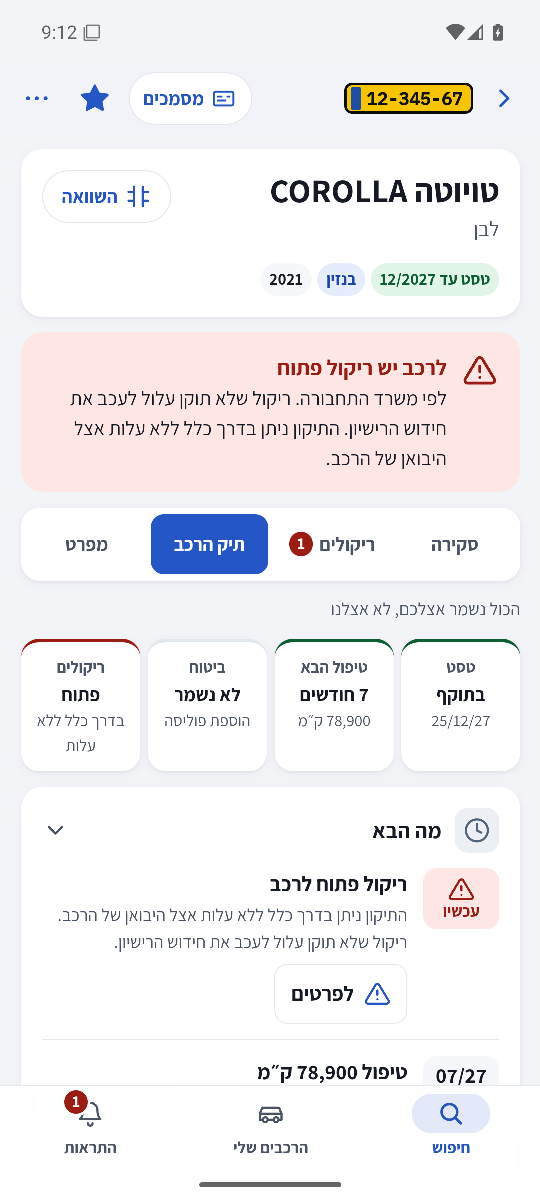 9:12
12-345-67
מסמכים
טויוטה COROLLA
השוואה
לבן
טסט עד 12/2027
בנזין
2021
לרכב יש ריקול פתוח
לפי משרד התחבורה. ריקול שלא תוקן עלול לעכב את
חידוש הרישיון. התיקון ניתן בדרך כלל ללא עלות אצל
היבואן של הרכב.
סקירה
ריקולים 1
תיק הרכב
מפרט
הכול נשמר אצלכם, לא אצלנו
טסט
בתוקף
25/12/27
טיפול הבא
7 חודשים
78,900 ק״מ
ביטוח
לא נשמר
הוספת פוליסה
ריקולים
פתוח
בדרך כלל ללא
עלות
מה הבא
עכשיו
ריקול פתוח לרכב
התיקון ניתן בדרך כלל ללא עלות אצל היבואן של הרכב.
ריקול שלא תוקן עלול לעכב את חידוש הרישיון.
לפרטים
07/27
טיפול 78,900 ק״מ
חיפוש
הרכבים שלי
1
התראות